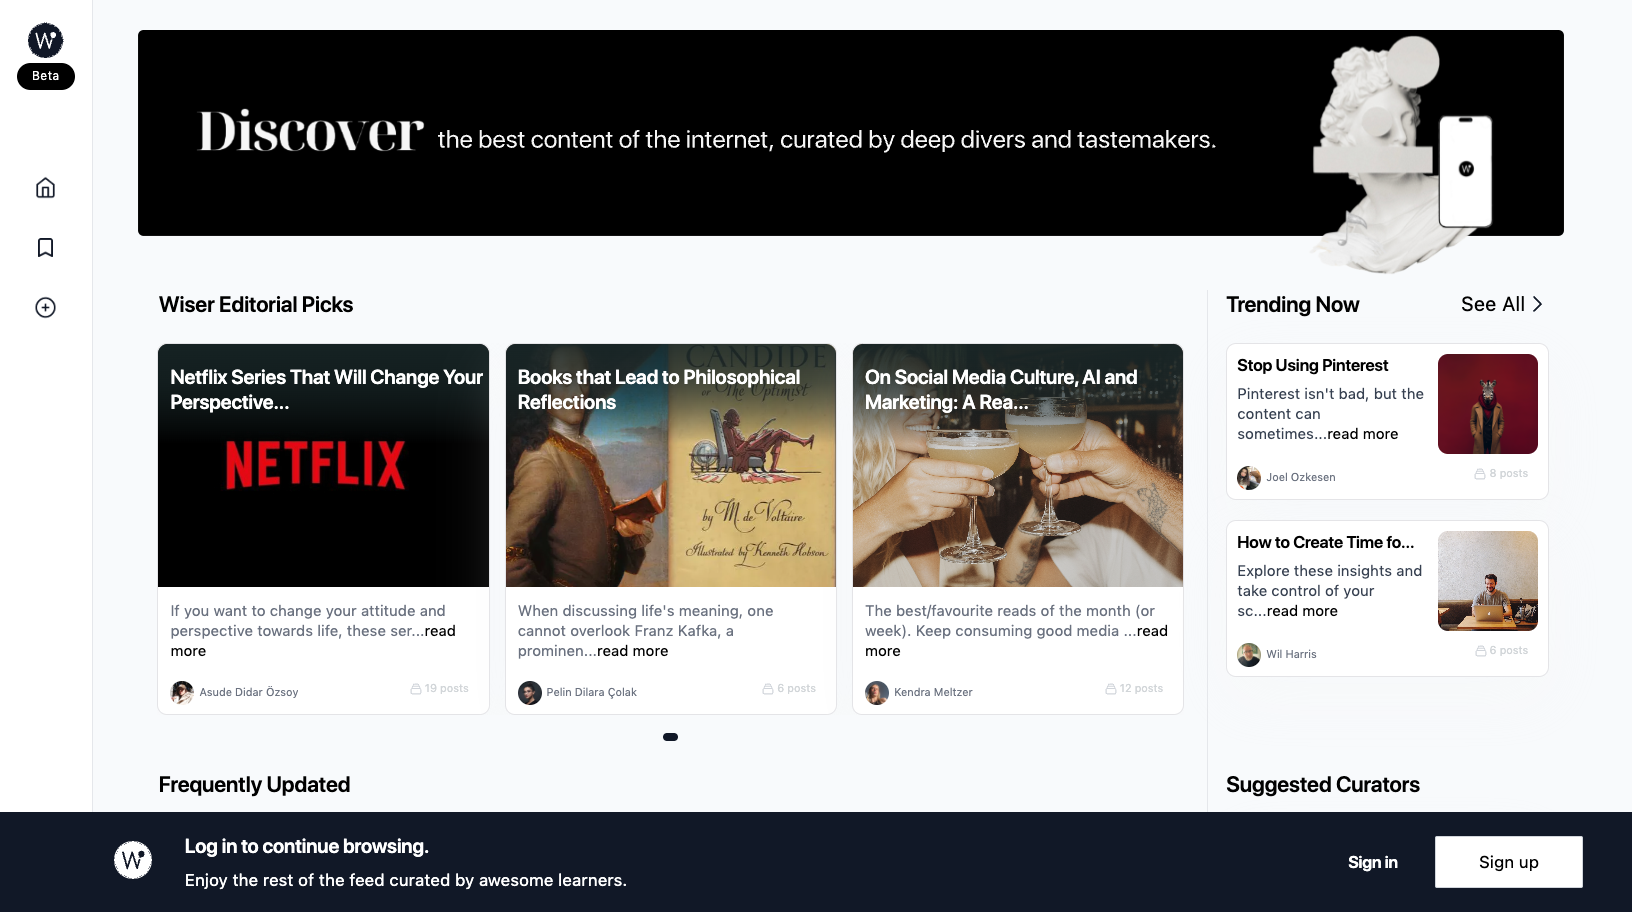 W
Beta
Discover the best content of the internet, curated by deep divers and tastemakers.
W
Wiser Editorial Picks
Netflix Series That Will Change Your
Perspective...
NETFLIX
If you want to change your attitude and
perspective towards life, these ser...read
more
Asude Didar Özsoy
19 posts
CANDIDE
or The Optimist
Books that Lead to Philosophical
Reflections
by M. de Voltaire
Illustrated by Kenneth Hobson
When discussing life's meaning, one
cannot overlook Franz Kafka, a
prominen...read more
Pelin Dilara Çolak
6 posts
On Social Media Culture, AI and
Marketing: A Rea...
The best/favourite reads of the month (or
week). Keep consuming good media ...read
more
Kendra Meltzer
12 posts
Trending Now
See All
Stop Using Pinterest
Pinterest isn't bad, but the
content can
sometimes...read more
Joel Ozkesen
8 posts
How to Create Time fo...
Explore these insights and
take control of your
sc...read more
Wil Harris
6 posts
Frequently Updated
Suggested Curators
W
Log in to continue browsing.
Enjoy the rest of the feed curated by awesome learners.
Sign in
Sign up